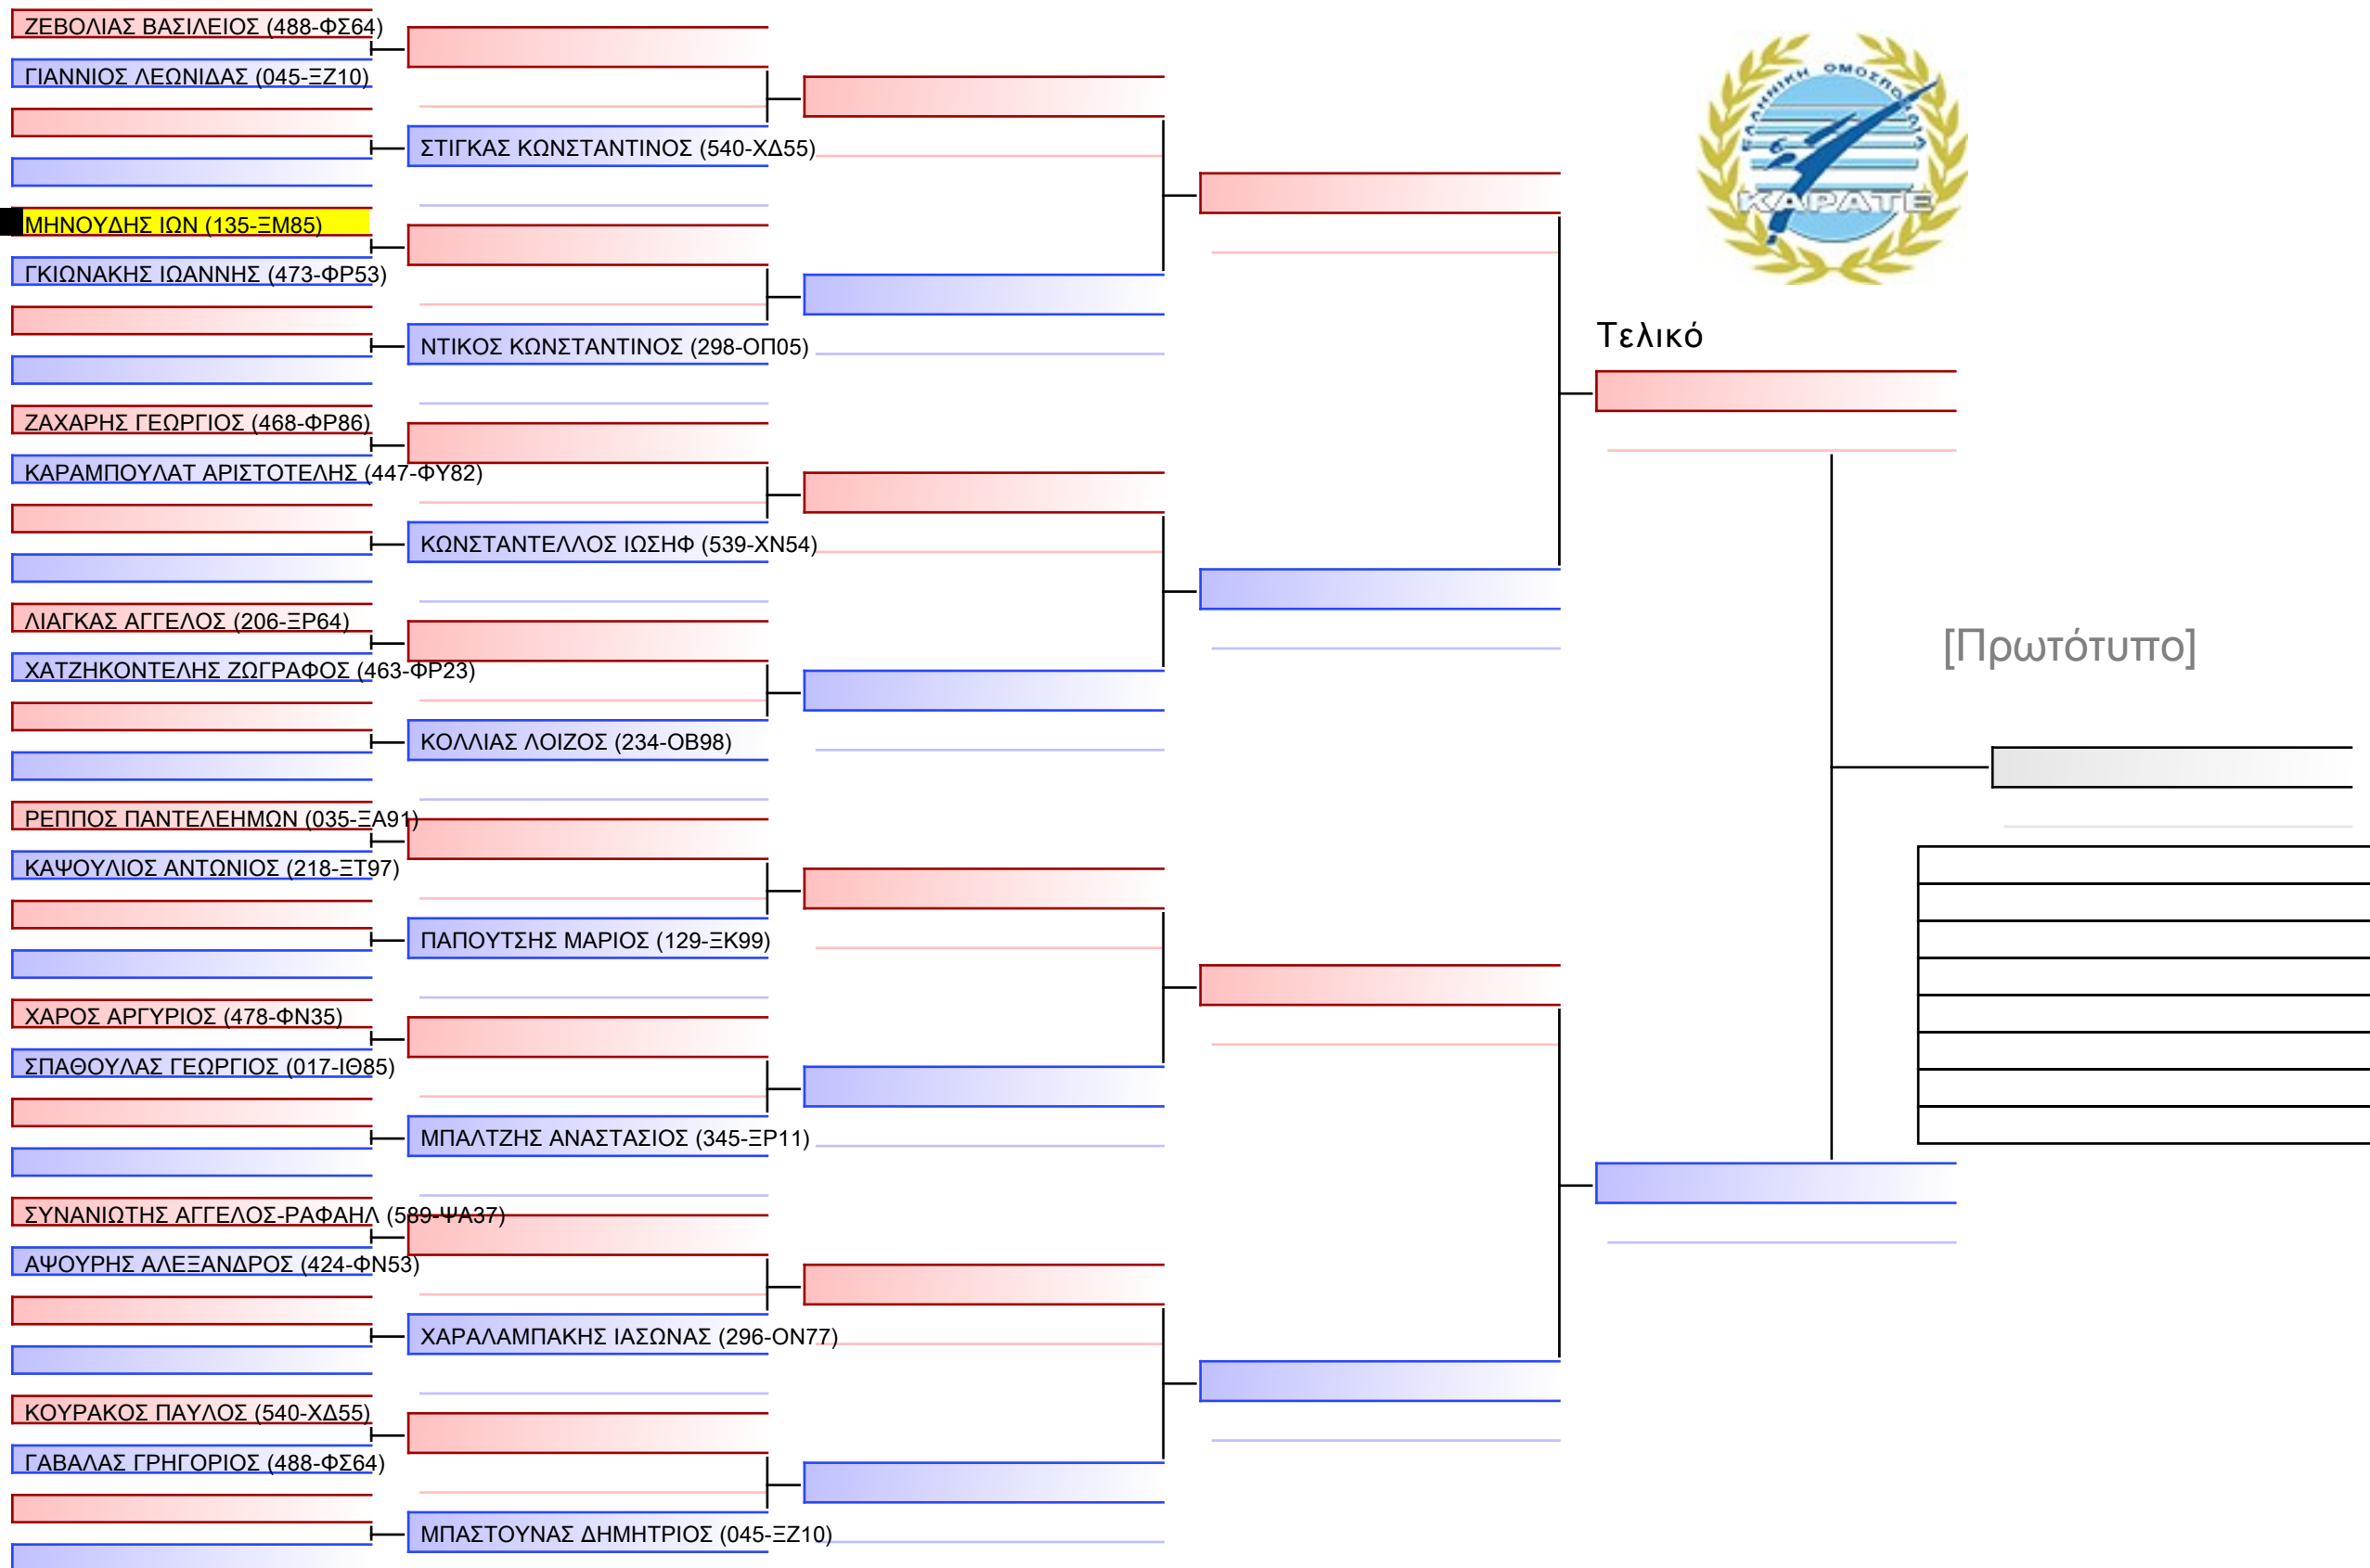 ΖΕΒΟΛΙΑΣ ΒΑΣΙΛΕΙΟΣ (488-ΦΣ64)
ΓΙΑΝΝΙΟΣ ΛΕΩΝΙΔΑΣ (045-ΞΖ10)
ΣΤΙΓΚΑΣ ΚΩΝΣΤΑΝΤΙΝΟΣ (540-ΧΔ55)
ΜΗΝΟΥΔΗΣ ΙΩΝ (135-ΞΜ85)
ΓΚΙΩΝΑΚΗΣ ΙΩΑΝΝΗΣ (473-ΦΡ53)
ΝΤΙΚΟΣ ΚΩΝΣΤΑΝΤΙΝΟΣ (298-ΟΠ05)
ΖΑΧΑΡΗΣ ΓΕΩΡΓΙΟΣ (468-ΦΡ86)
ΚΑΡΑΜΠΟΥΛΑΤ ΑΡΙΣΤΟΤΕΛΗΣ (447-ΦΥ82)
ΚΩΝΣΤΑΝΤΕΛΛΟΣ ΙΩΣΗΦ (539-ΧΝ54)
ΛΙΑΓΚΑΣ ΑΓΓΕΛΟΣ (206-ΞΡ64)
ΧΑΤΖΗΚΟΝΤΕΛΗΣ ΖΩΓΡΑΦΟΣ (463-ΦΡ23)
ΚΟΛΛΙΑΣ ΛΟΙΖΟΣ (234-ΟΒ98)
ΡΕΠΠΟΣ ΠΑΝΤΕΛΕΗΜΩΝ (035-ΞΑ91)
ΚΑΨΟΥΛΙΟΣ ΑΝΤΩΝΙΟΣ (218-ΞΤ97)
ΠΑΠΟΥΤΣΗΣ ΜΑΡΙΟΣ (129-ΞΚ99)
ΧΑΡΟΣ ΑΡΓΥΡΙΟΣ (478-ΦΝ35)
ΣΠΑΘΟΥΛΑΣ ΓΕΩΡΓΙΟΣ (017-ΙΘ85)
ΜΠΑΛΤΖΗΣ ΑΝΑΣΤΑΣΙΟΣ (345-ΞΡ11)
ΣΥΝΑΝΙΩΤΗΣ ΑΓΓΕΛΟΣ-ΡΑΦΑΗΛ (589-ΨΑ37)
ΑΨΟΥΡΗΣ ΑΛΕΞΑΝΔΡΟΣ (424-ΦΝ53)
ΧΑΡΑΛΑΜΠΑΚΗΣ ΙΑΣΩΝΑΣ (296-ΟΝ77)
ΚΟΥΡΑΚΟΣ ΠΑΥΛΟΣ (540-ΧΔ55)
ΓΑΒΑΛΑΣ ΓΡΗΓΟΡΙΟΣ (488-ΦΣ64)
ΜΠΑΣΤΟΥΝΑΣ ΔΗΜΗΤΡΙΟΣ (045-ΞΖ10)
ΕΛΛΗΝΙΚΗ ΟΜΟΣΠΟΝΔΙΑ
ΚΑΡΑΤΕ
Τελικό
[Πρωτότυπο]